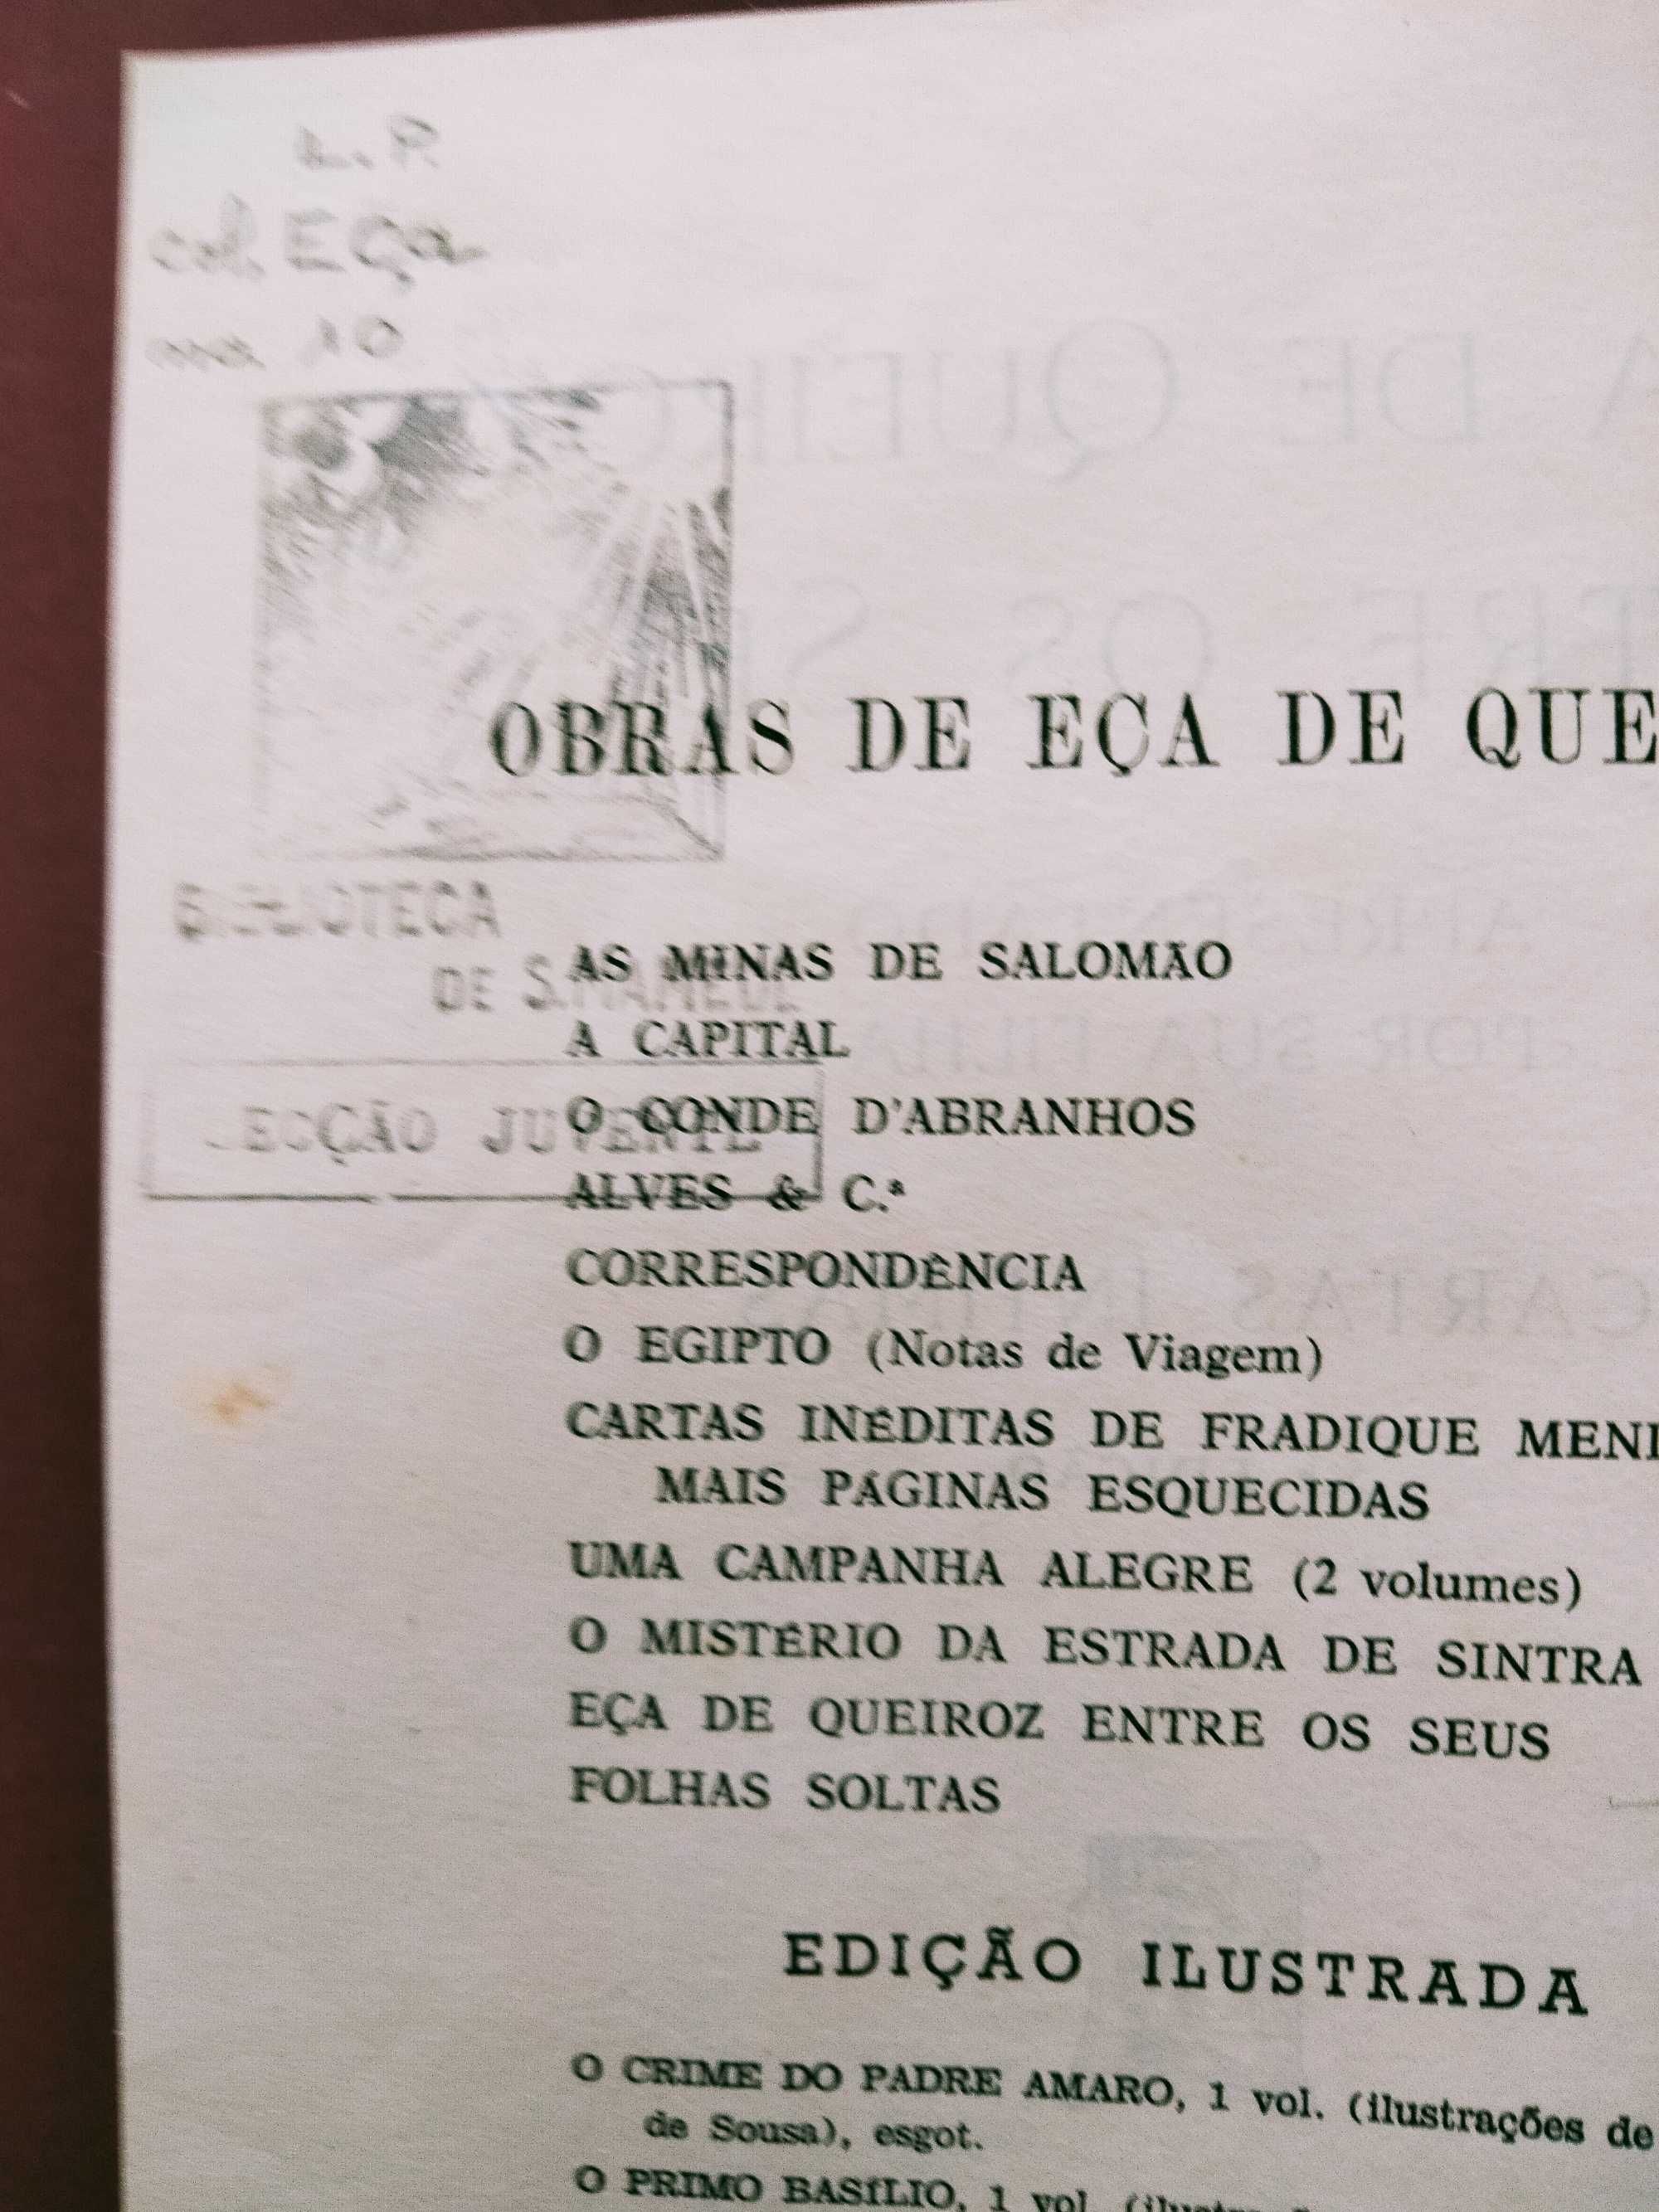 L. P.
col. Eça
10
OBRAS DE EÇA DE QUE
BIBLIOTECA
DE S. MAMEDE
AS MINAS DE SALOMÃO
A CAPITAL
SECÇÃO JUVENIL
O CONDE D'ABRANHOS
ALVES & C.ª
CORRESPONDÊNCIA
O EGIPTO (Notas de Viagem)
CARTAS INÉDITAS DE FRADIQUE MEND
MAIS PÁGINAS ESQUECIDAS
UMA CAMPANHA ALEGRE (2 volumes)
O MISTÉRIO DA ESTRADA DE SINTRA
EÇA DE QUEIROZ ENTRE OS SEUS
FOLHAS SOLTAS
EDIÇÃO ILUSTRADA
O CRIME DO PADRE AMARO, 1 vol. (ilustrações de
de Sousa), esgot.
O PRIMO BASÍLIO, 1 vol.